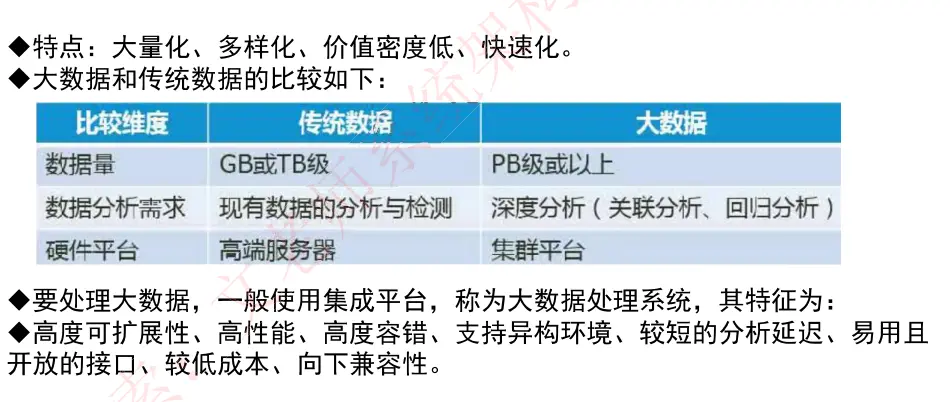 ◆特点：大量化、多样化、价值密度低、快速化。
◆大数据和传统数据的比较如下：
比较维度 传统数据 大数据
数据量 GB或TB级 PB级或以上
数据分析需求 现有数据的分析与检测 深度分析（关联分析、回归分析）
硬件平台 高端服务器 集群平台
◆要处理大数据，一般使用集成平台，称为大数据处理系统，其特征为：
◆高度可扩展性、高性能、高度容错、支持异构环境、较短的分析延迟、易用且
开放的接口、较低成本、向下兼容性。